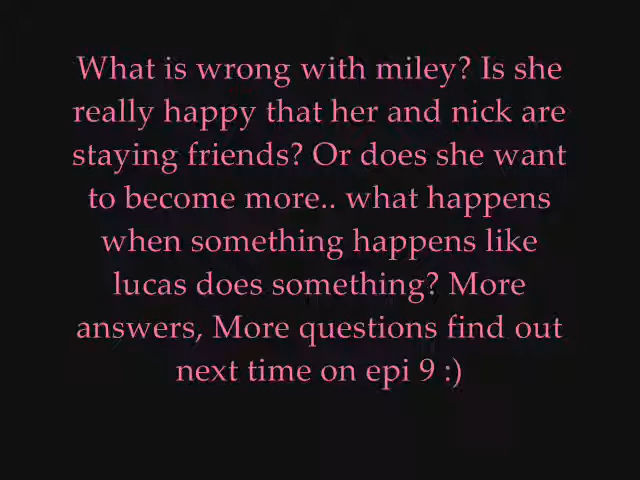 What is wrong with miley? Is she
really happy that her and nick are
staying friends? Or does she want
to become more.. what happens
when something happens like
lucas does something? More
answers, More questions find out
next time on epi 9 :)